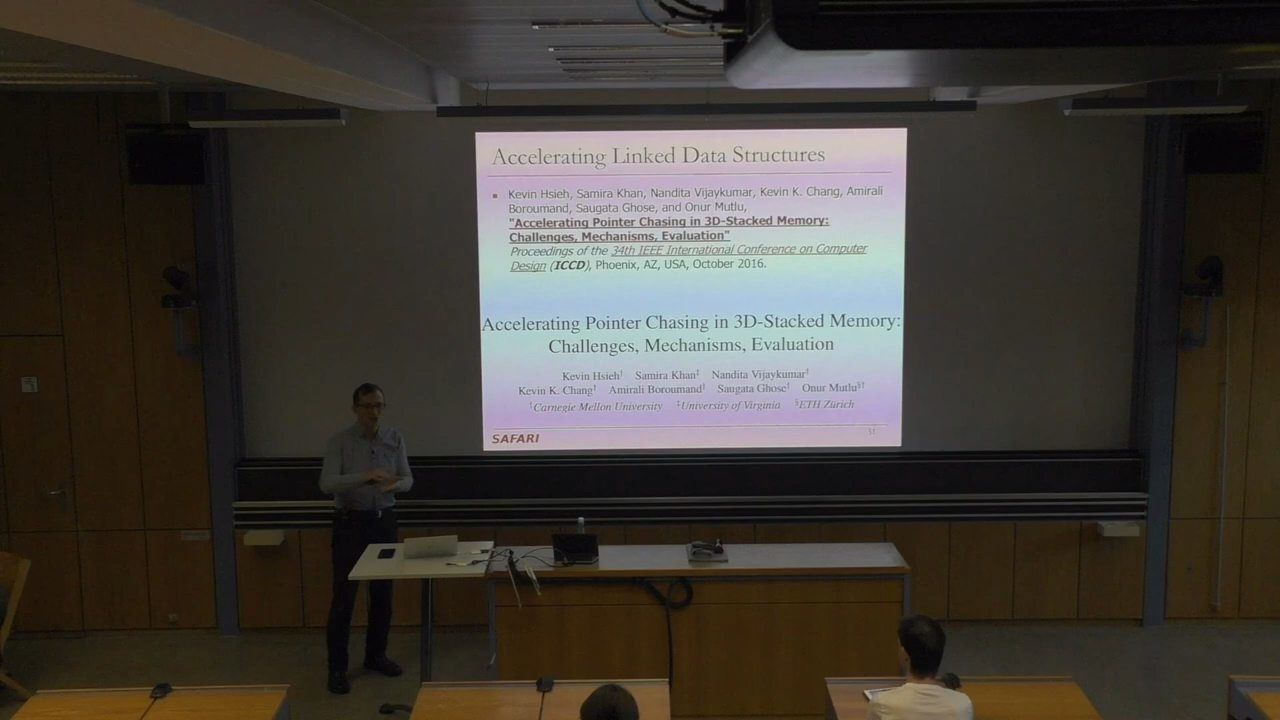 Accelerating Linked Data Structures
Kevin Hsieh, Samira Khan, Nandita Vijaykumar, Kevin K. Chang, Amirali
Boroumand, Saugata Ghose, and Onur Mutlu,
"Accelerating Pointer Chasing in 3D-Stacked Memory:
Challenges, Mechanisms, Evaluation"
Proceedings of the 34th IEEE International Conference on Computer
Design (ICCD), Phoenix, AZ, USA, October 2016.
Accelerating Pointer Chasing in 3D-Stacked Memory:
Challenges, Mechanisms, Evaluation
Kevin Hsieh† Samira Khan‡ Nandita Vijaykumar†
Kevin K. Chang† Amirali Boroumand† Saugata Ghose† Onur Mutlu§†
†Carnegie Mellon University ‡University of Virginia §ETH Zürich
SAFARI